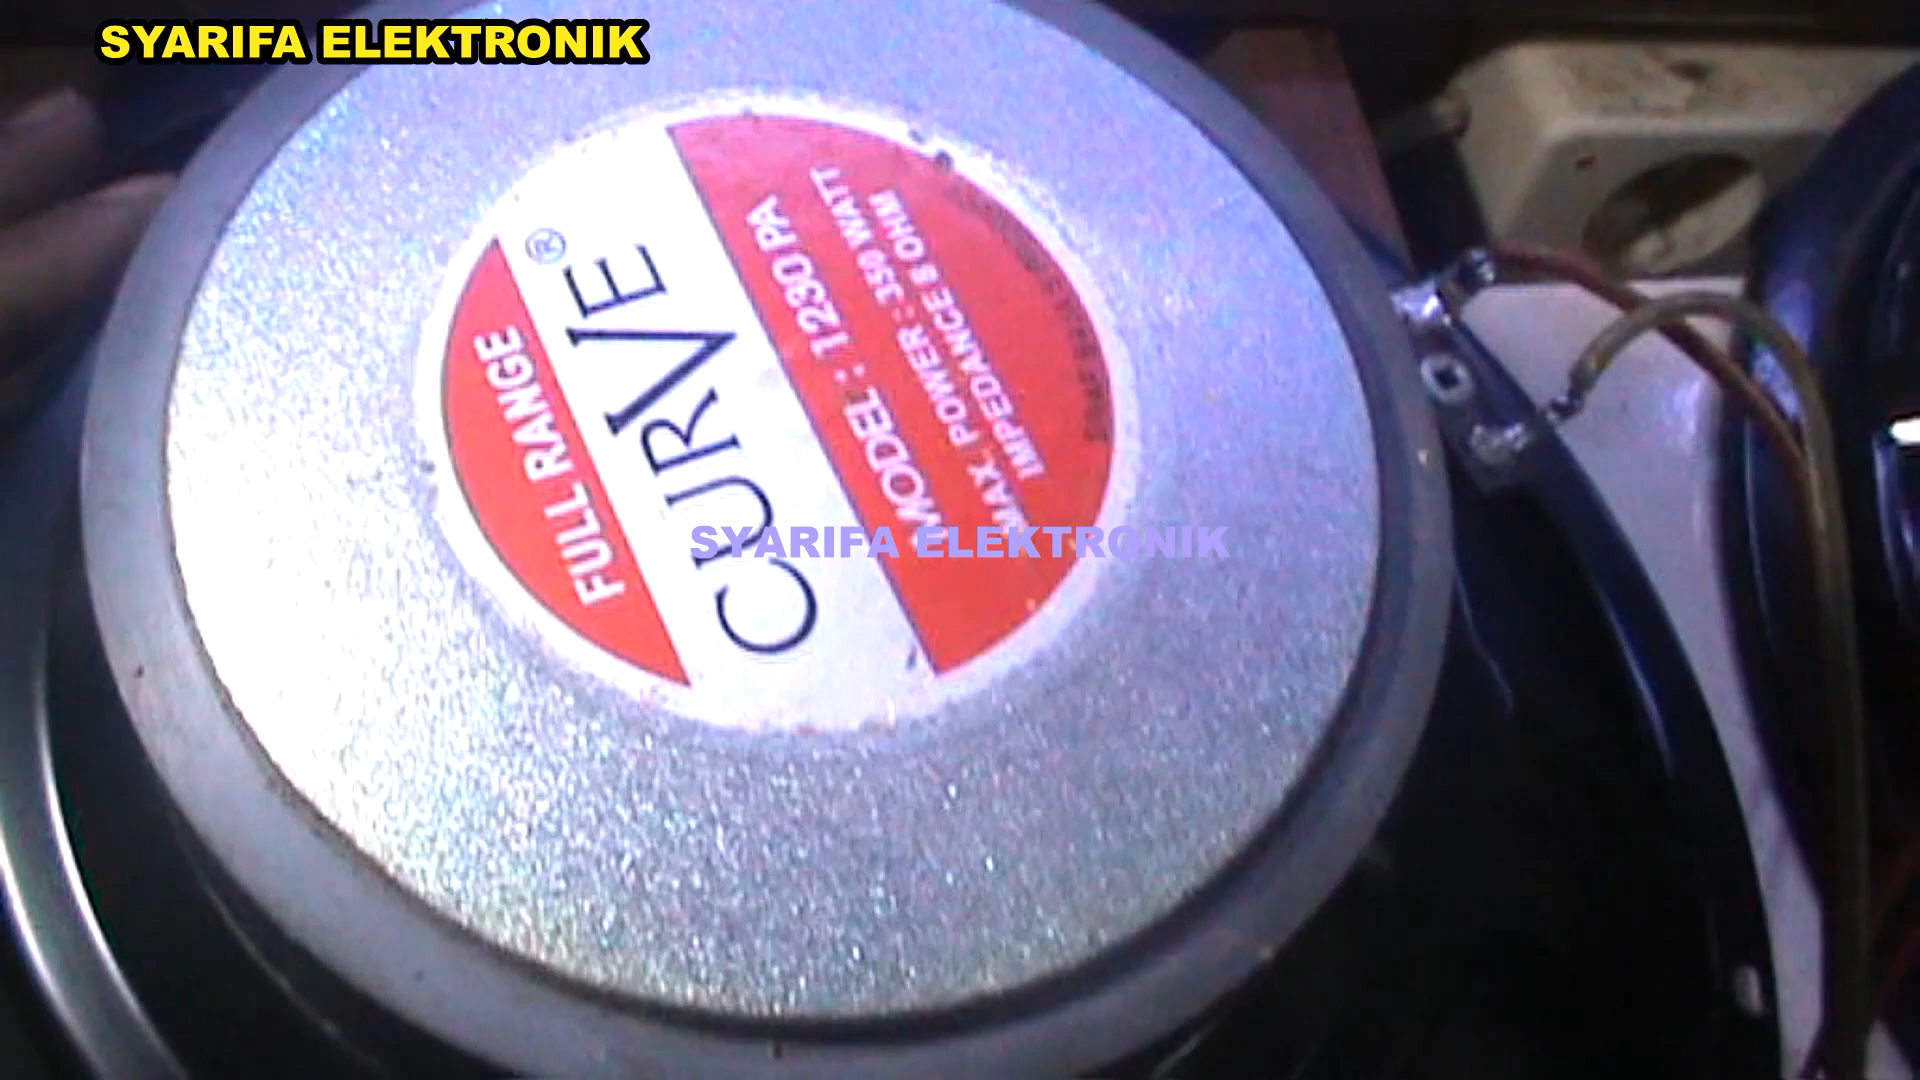 SYARIFA ELEKTRONIK
FULL RANGE
CURVE®
MODEL : 1230 PA
MAX. POWER : 350 WATT
IMPEDANCE 8 OHM
SYARIFA ELEKTRONIK